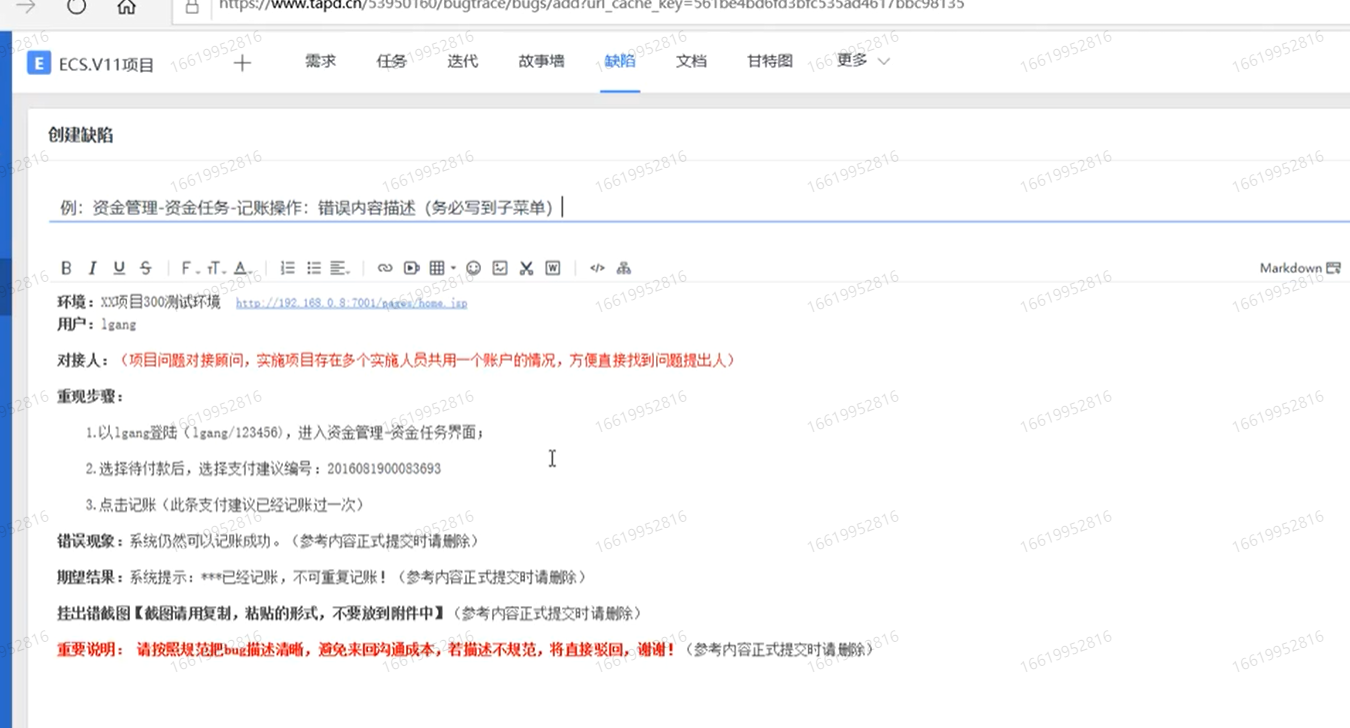 https://www.tapd.cn/53950160/bugtrace/bugs/add?url_cache_key=561be4bd6fd3bfc535ad4617bbc98135
E ECS.V11项目 需求 任务 迭代 故事墙 缺陷 文档 甘特图 更多
创建缺陷
例：资金管理-资金任务-记账操作：错误内容描述（务必写到子菜单）
Markdown
环境：XX项目300测试环境 http://192.168.0.8:7001/pages/home.jsp
用户：lgang
对接人：（项目问题对接顾问，实施项目存在多个实施人员共用一个账户的情况，方便直接找到问题提出人）
重现步骤：
1.以lgang登陆（lgang/123456），进入资金管理-资金任务界面；
2.选择待付款后，选择支付建议编号：2016081900083693
3.点击记账（此条支付建议已经记账过一次）
错误现象：系统仍然可以记账成功。（参考内容正式提交时请删除）
期望结果：系统提示：***已经记账，不可重复记账！（参考内容正式提交时请删除）
挂出错截图【截图请用复制，粘贴的形式，不要放到附件中】（参考内容正式提交时请删除）
重要说明： 请按照规范把bug描述清晰，避免来回沟通成本，若描述不规范，将直接驳回，谢谢！（参考内容正式提交时请删除）
16619952816